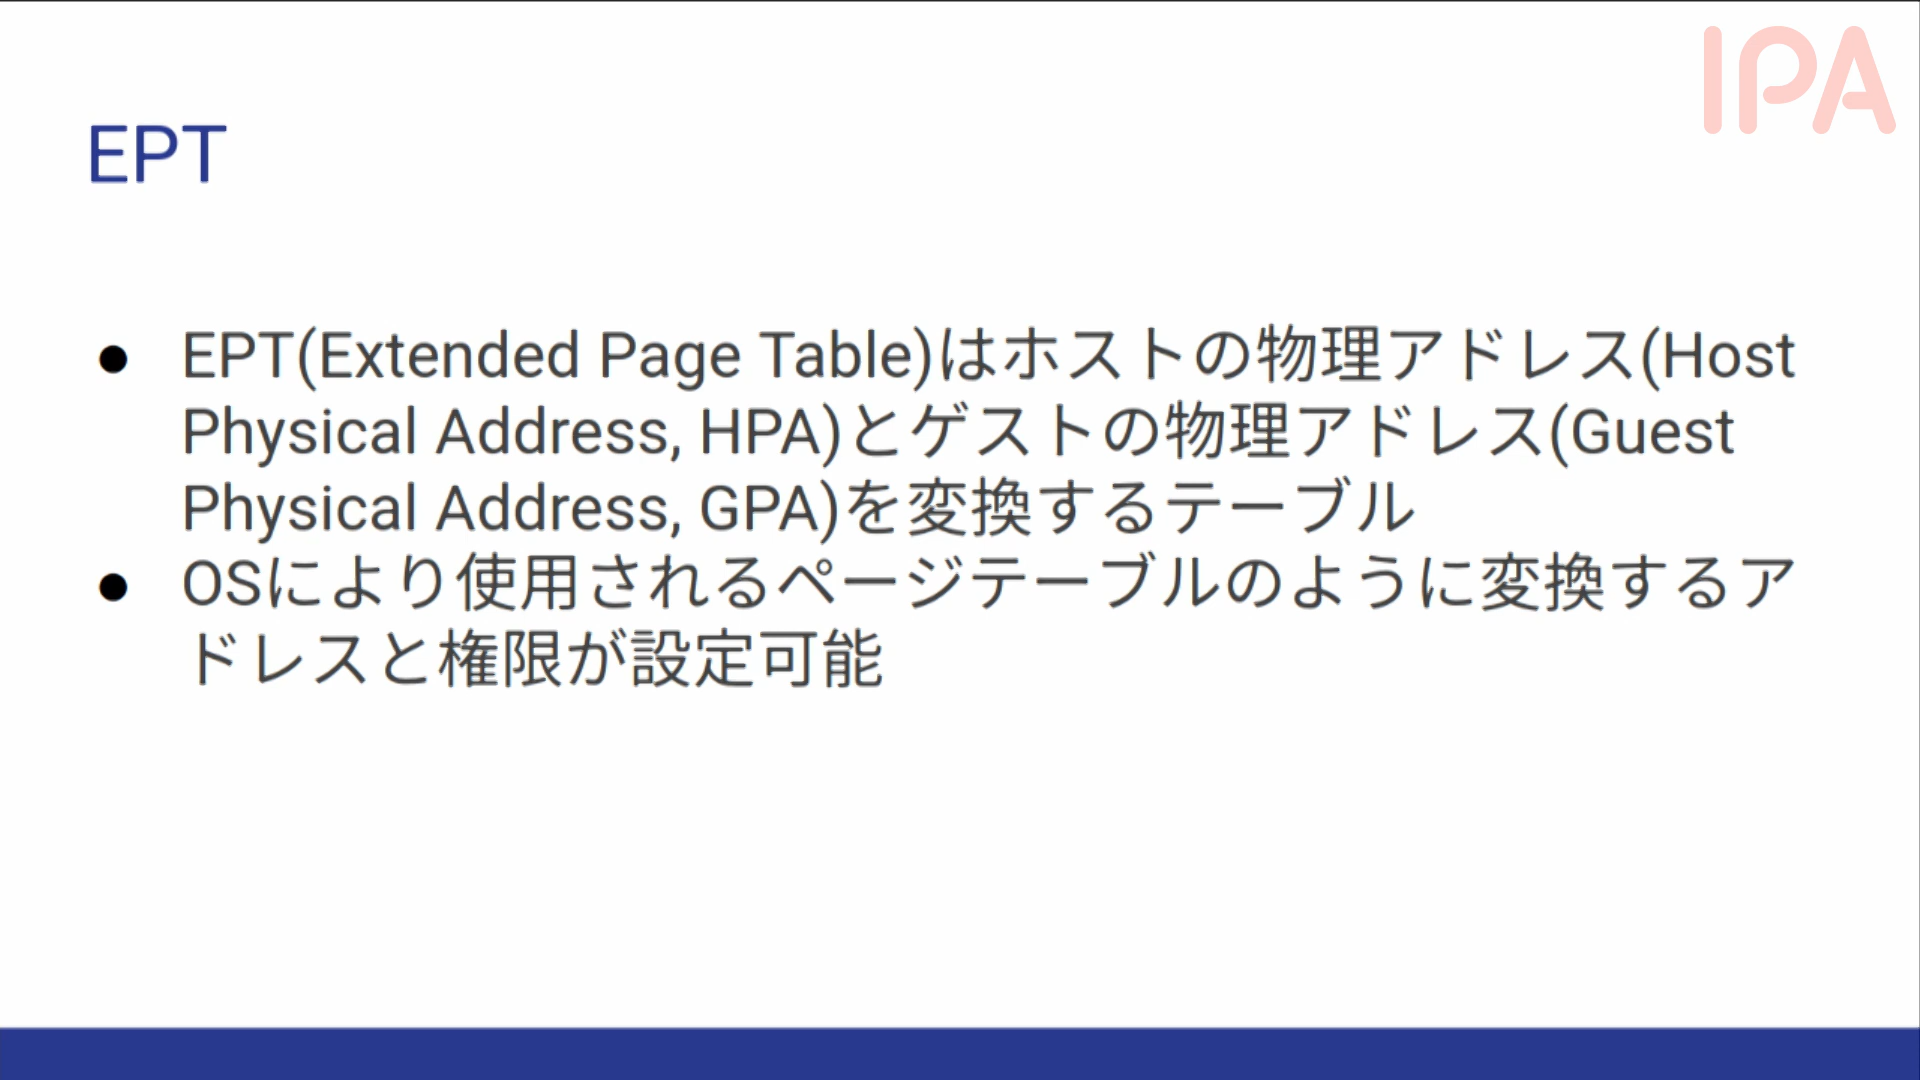 IPA
EPT
● EPT(Extended Page Table)はホストの物理アドレス(Host
Physical Address, HPA)とゲストの物理アドレス(Guest
Physical Address, GPA)を変換するテーブル
● OSにより使用されるページテーブルのように変換するア
ドレスと権限が設定可能